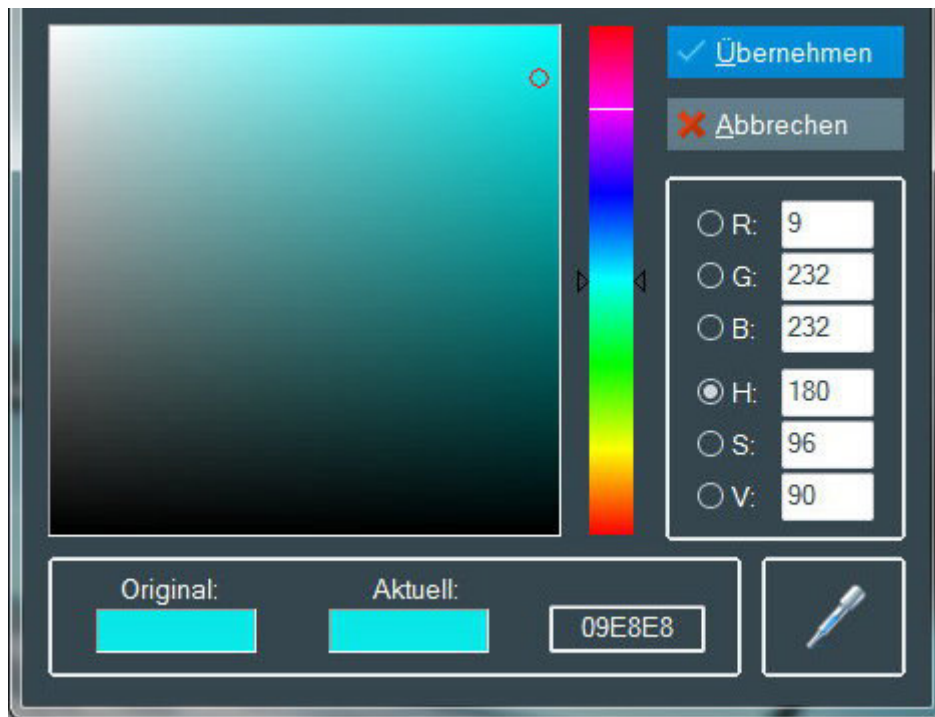 Übernehmen
Abbrechen
R: 9
G: 232
B: 232
H: 180
S: 96
V: 90
Original: Aktuell:
09E8E8